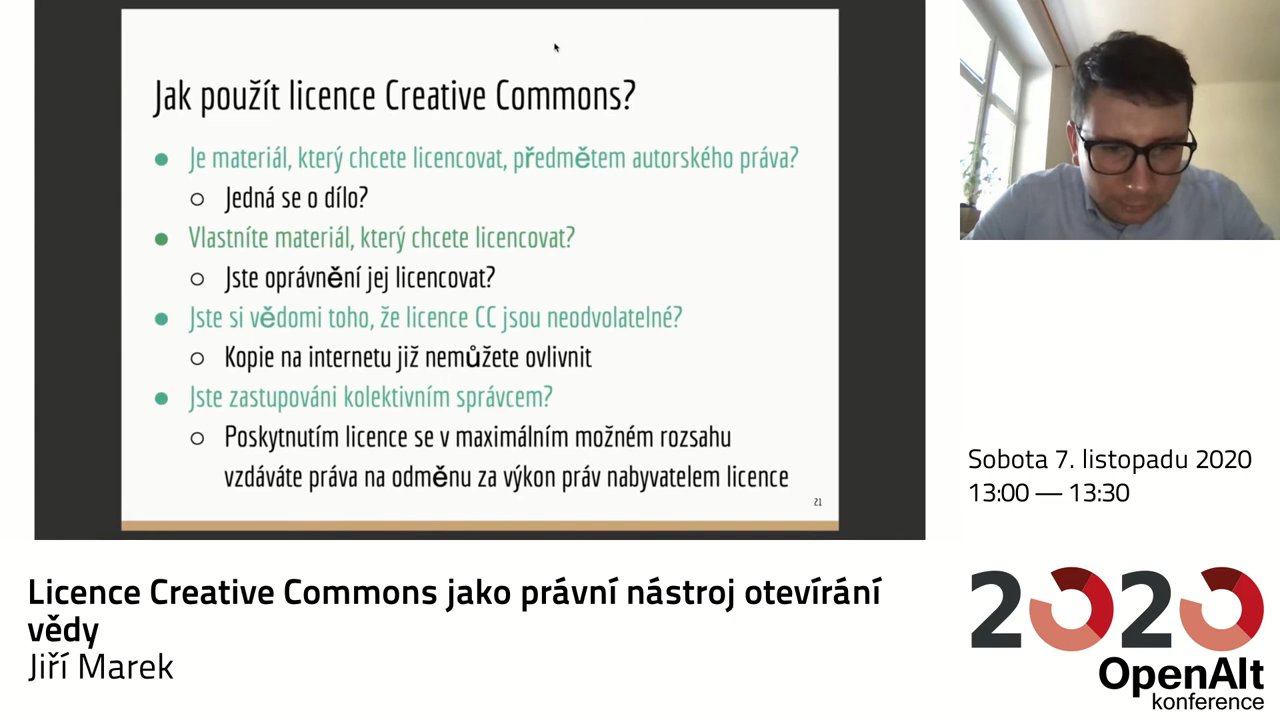 Jak použít licence Creative Commons?
● Je materiál, který chcete licencovat, předmětem autorského práva?
○ Jedná se o dílo?
● Vlastníte materiál, který chcete licencovat?
○ Jste oprávnění jej licencovat?
● Jste si vědomi toho, že licence CC jsou neodvolatelné?
○ Kopie na internetu již nemůžete ovlivnit
● Jste zastupováni kolektivním správcem?
○ Poskytnutím licence se v maximálním možném rozsahu
vzdáváte práva na odměnu za výkon práv nabyvatelem licence
21
Sobota 7. listopadu 2020
13:00 — 13:30
Licence Creative Commons jako právní nástroj otevírání
vědy
Jiří Marek
2020
OpenAlt
konference